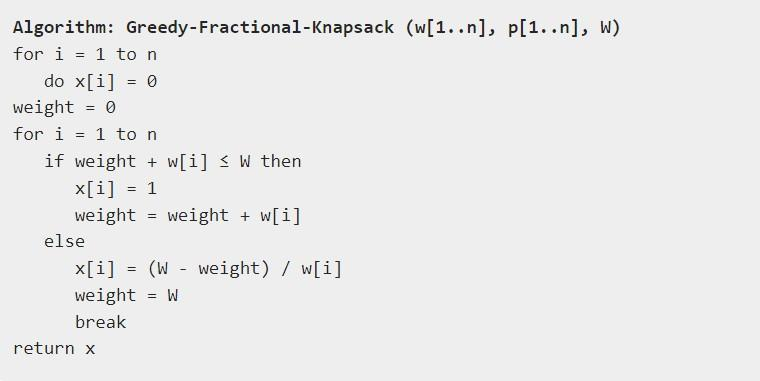 Algorithm: Greedy-Fractional-Knapsack (w[1..n], p[1..n], W)
for i = 1 to n
   do x[i] = 0
weight = 0
for i = 1 to n
   if weight + w[i] ≤ W then
      x[i] = 1
      weight = weight + w[i]
   else
      x[i] = (W - weight) / w[i]
      weight = W
      break
return x